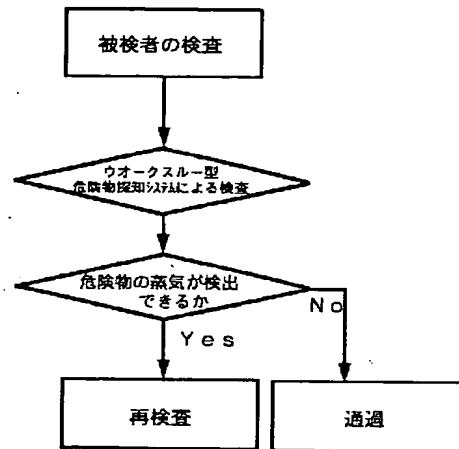 被検者の検査
ウオークスルー型
危険物探知システムによる検査
危険物の蒸気が検出
できるか
No
Yes
再検査
通過